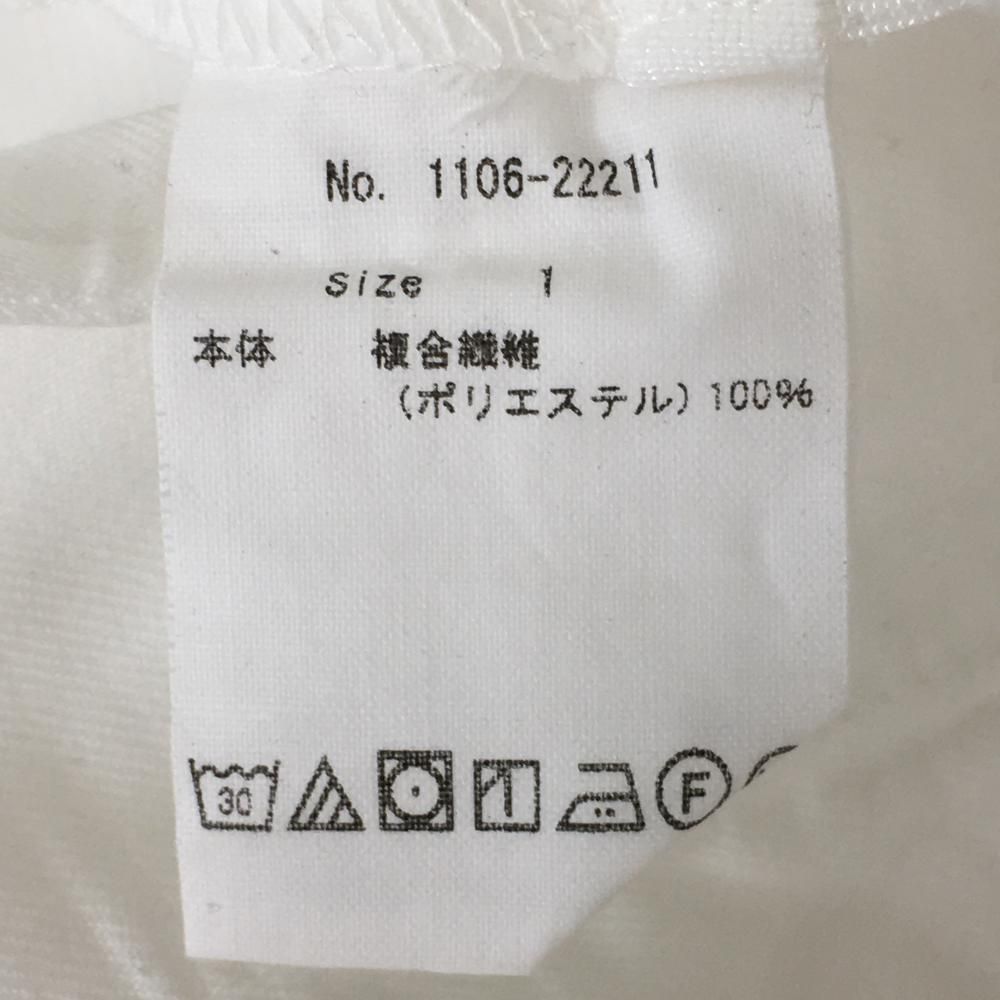 No. 1106-22211
size 1
本体 複合繊維
(ポリエステル) 100%
30
F